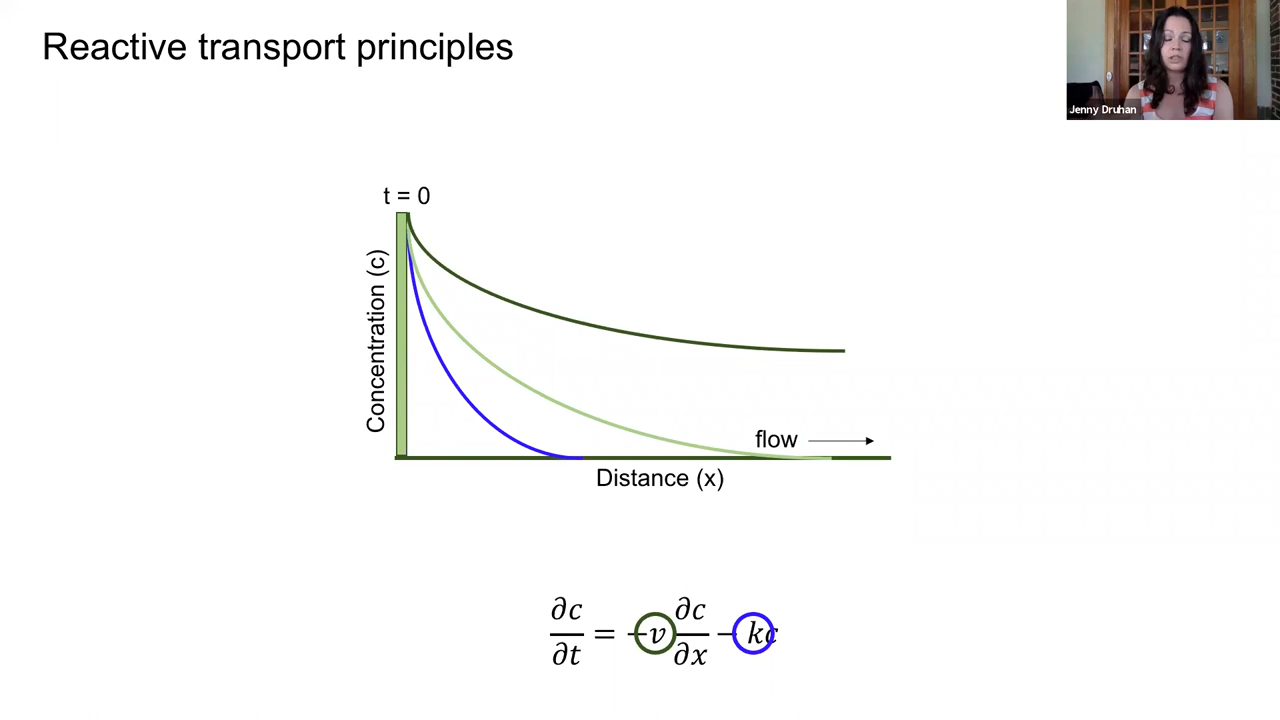 Reactive transport principles
Jenny Druhan
t = 0
Concentration (c)
flow
Distance (x)
∂c/∂t = −v ∂c/∂x − kc